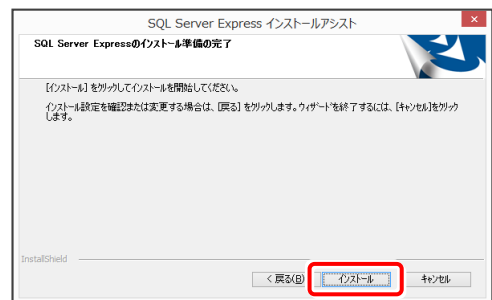 SQL Server Express インストールアシスト
SQL Server Expressのインストール準備の完了
[インストール] をクリックしてインストールを開始してください。
インストール設定を確認または変更する場合は、[戻る] をクリックします。ウィザードを終了するには、[キャンセル]をクリック
します。
InstallShield
< 戻る(B)
インストール
キャンセル